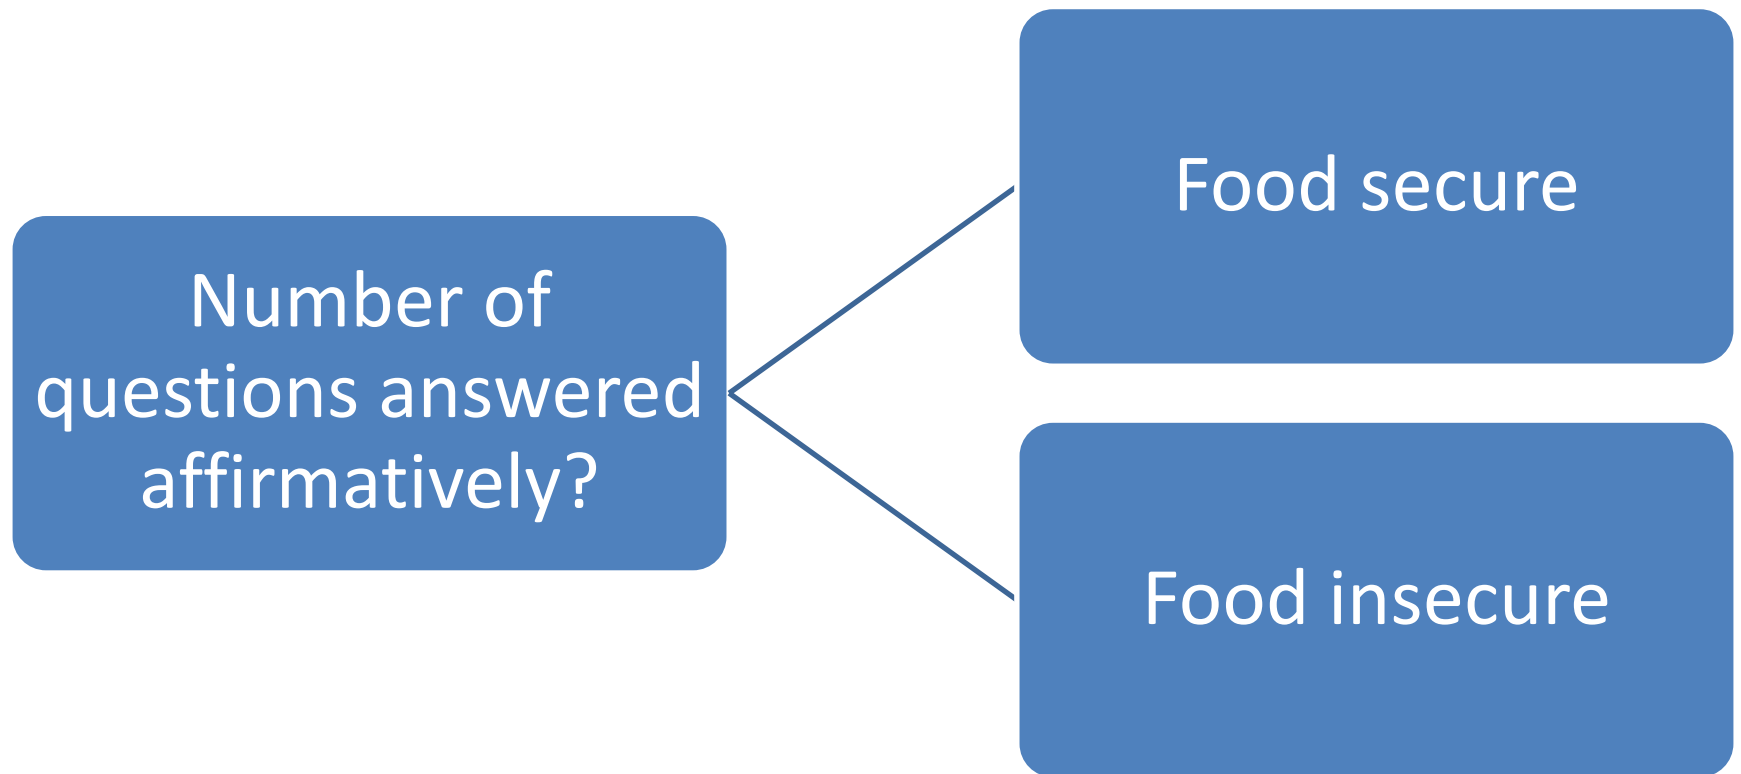 Number of
questions answered
affirmatively?
Food secure
Food insecure